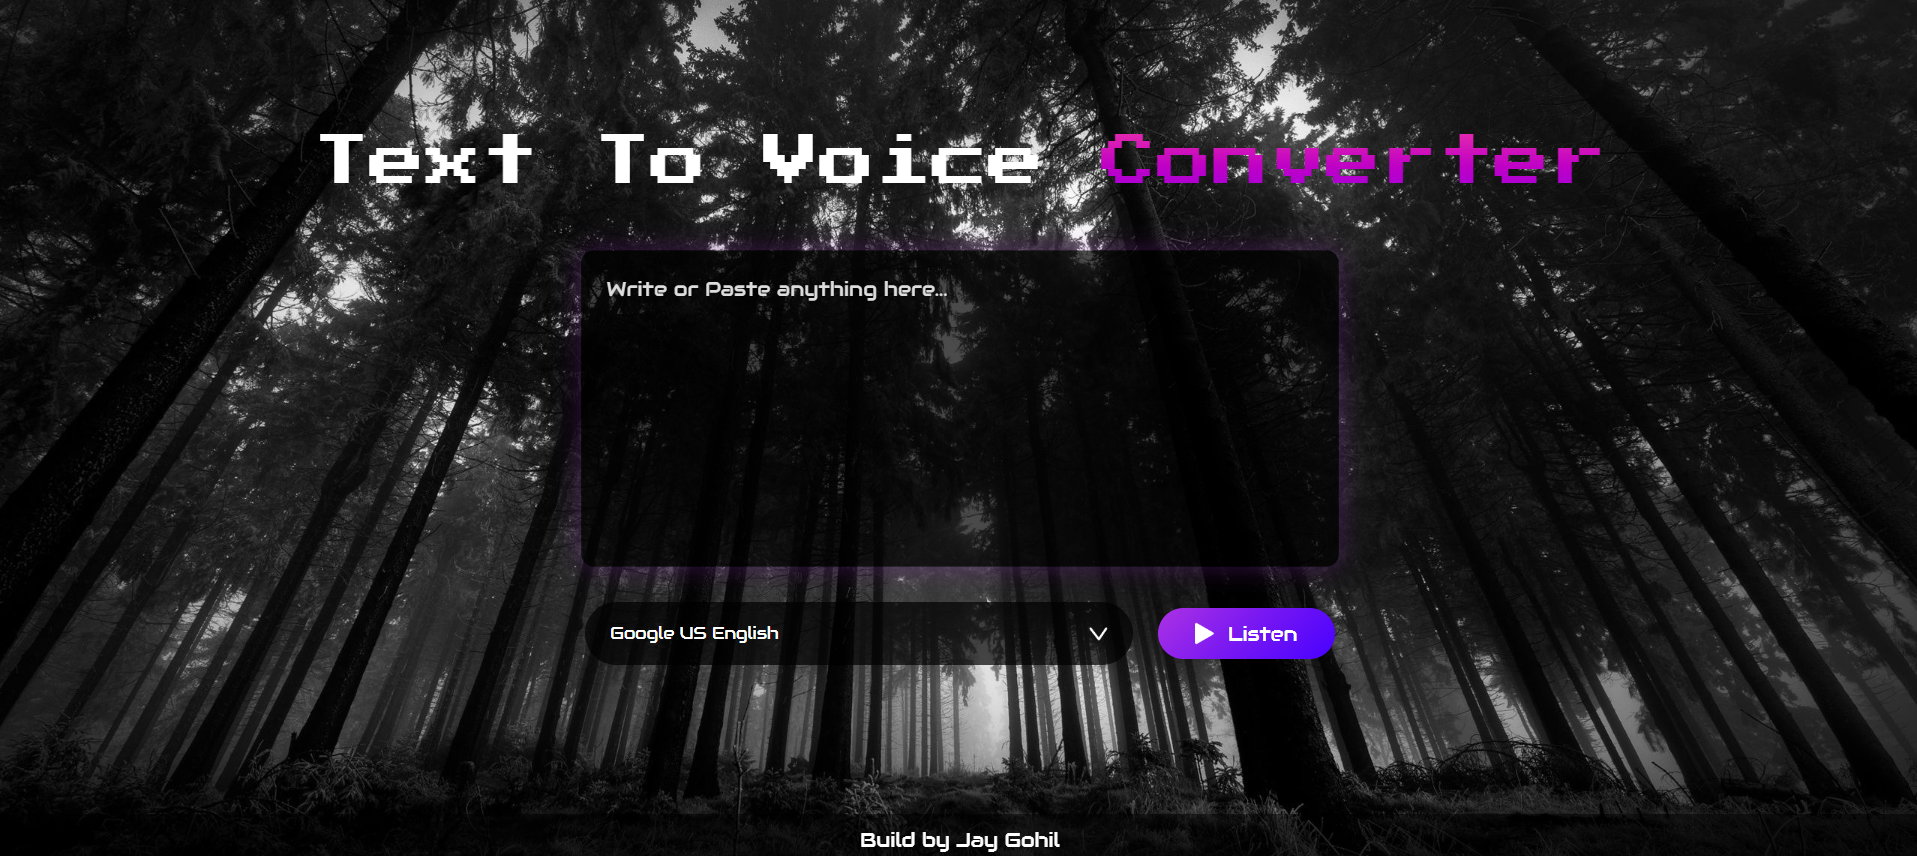 Text To Voice Converter
Write or Paste anything here...
Google US English
Listen
Build by Jay Gohil